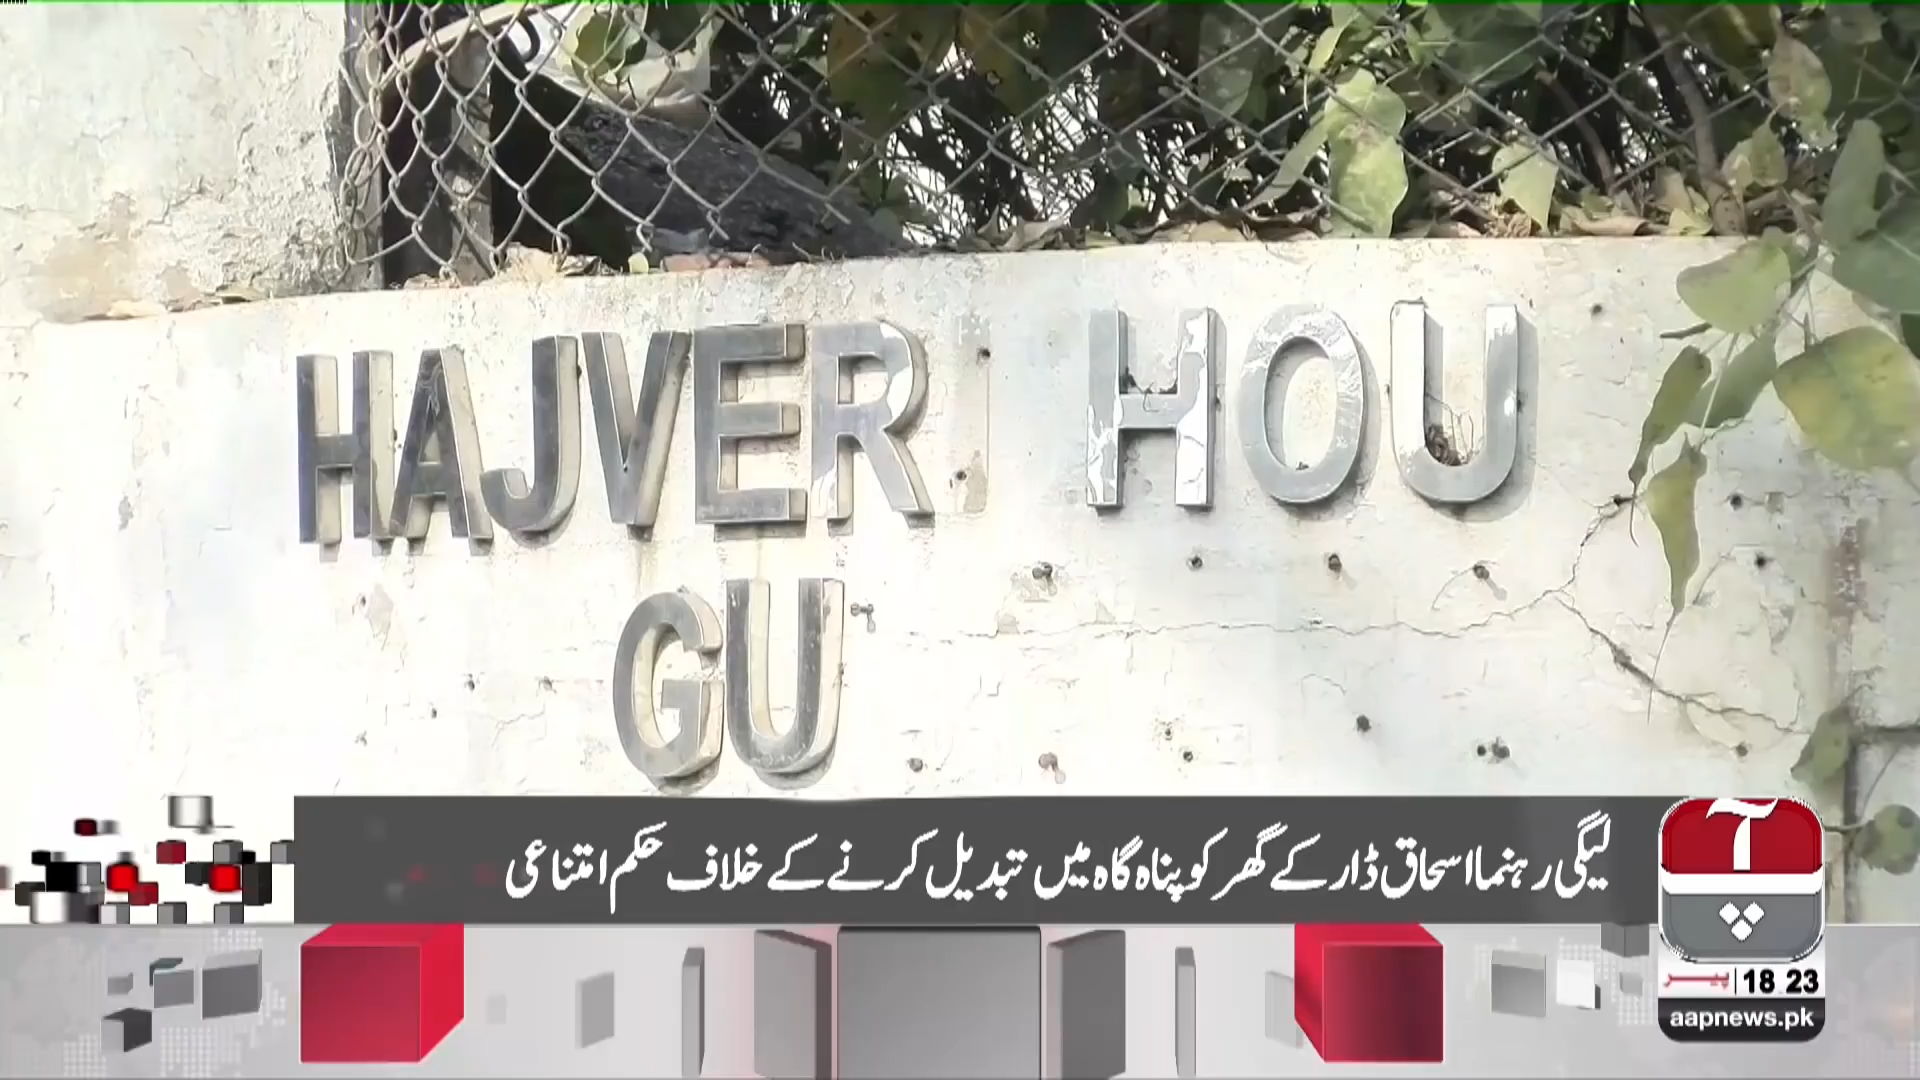 HAJVER HOU
GU
لیگی رہنما اسحاق ڈار کے گھر کو پناہ گاہ میں تبدیل کرنے کے خلاف حکم امتناعی
آپ
پیر 18 23
aapnews.pk